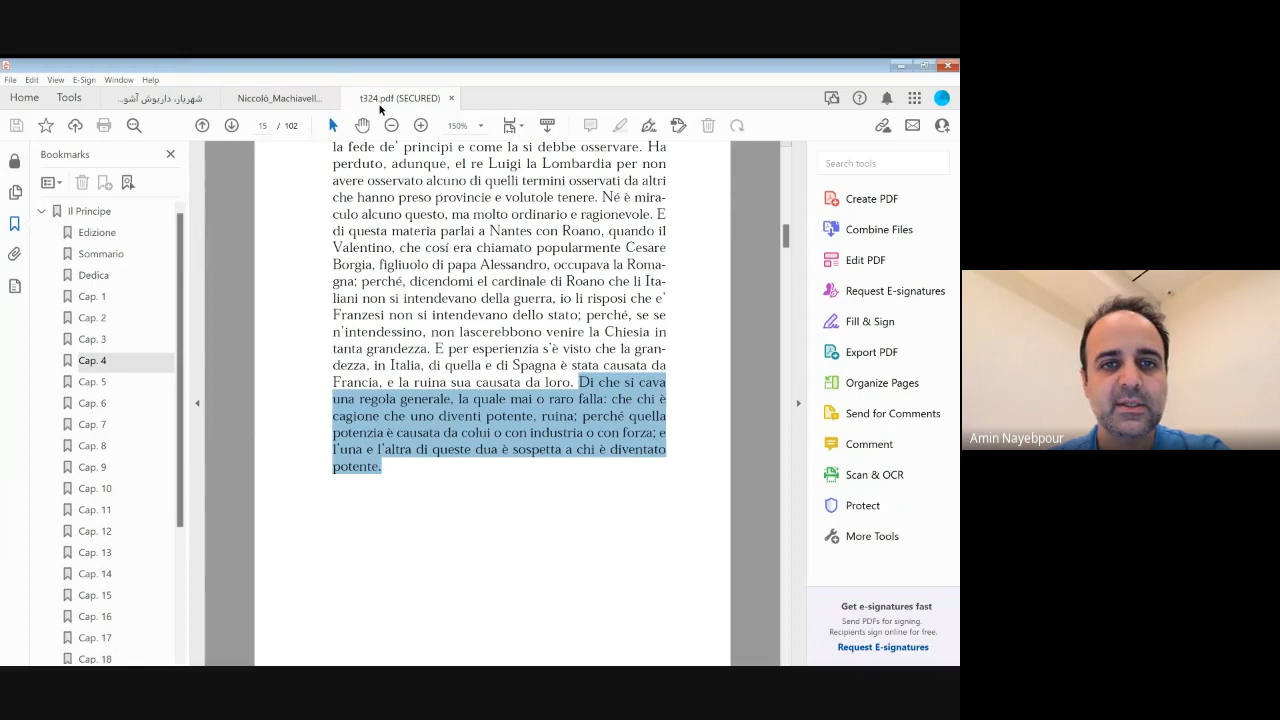 File Edit View E-Sign Window Help
Home Tools شهریار، داریوش آشو... Niccolò_Machiavell... t324.pdf (SECURED)
15 / 102 150%
Bookmarks
Il Principe
Edizione
Sommario
Dedica
Cap. 1
Cap. 2
Cap. 3
Cap. 4
Cap. 5
Cap. 6
Cap. 7
Cap. 8
Cap. 9
Cap. 10
Cap. 11
Cap. 12
Cap. 13
Cap. 14
Cap. 15
Cap. 16
Cap. 17
Cap. 18
la fede de' principi e come la si debbe osservare. Ha
perduto, adunque, el re Luigi la Lombardia per non
avere osservato alcuno di quelli termini osservati da altri
che hanno preso provincie e volutole tenere. Né è mira-
culo alcuno questo, ma molto ordinario e ragionevole. E
di questa materia parlai a Nantes con Roano, quando il
Valentino, che cosí era chiamato popularmente Cesare
Borgia, figliuolo di papa Alessandro, occupava la Roma-
gna; perché, dicendomi el cardinale di Roano che li Ita-
liani non si intendevano della guerra, io li risposi che e'
Franzesi non si intendevano dello stato; perché, se se
n'intendessino, non lascerebbono venire la Chiesia in
tanta grandezza. E per esperienzia s'è visto che la gran-
dezza, in Italia, di quella e di Spagna è stata causata da
Francia, e la ruina sua causata da loro. Di che si cava
una regola generale, la quale mai o raro falla: che chi è
cagione che uno diventi potente, ruina; perché quella
potenzia è causata da colui o con industria o con forza; e
l'una e l'altra di queste dua è sospetta a chi è diventato
potente.
Search tools
Create PDF
Combine Files
Edit PDF
Request E-signatures
Fill & Sign
Export PDF
Organize Pages
Send for Comments
Comment
Scan & OCR
Protect
More Tools
Get e-signatures fast
Send PDFs for signing.
Recipients sign online for free.
Request E-signatures
Amin Nayebpour